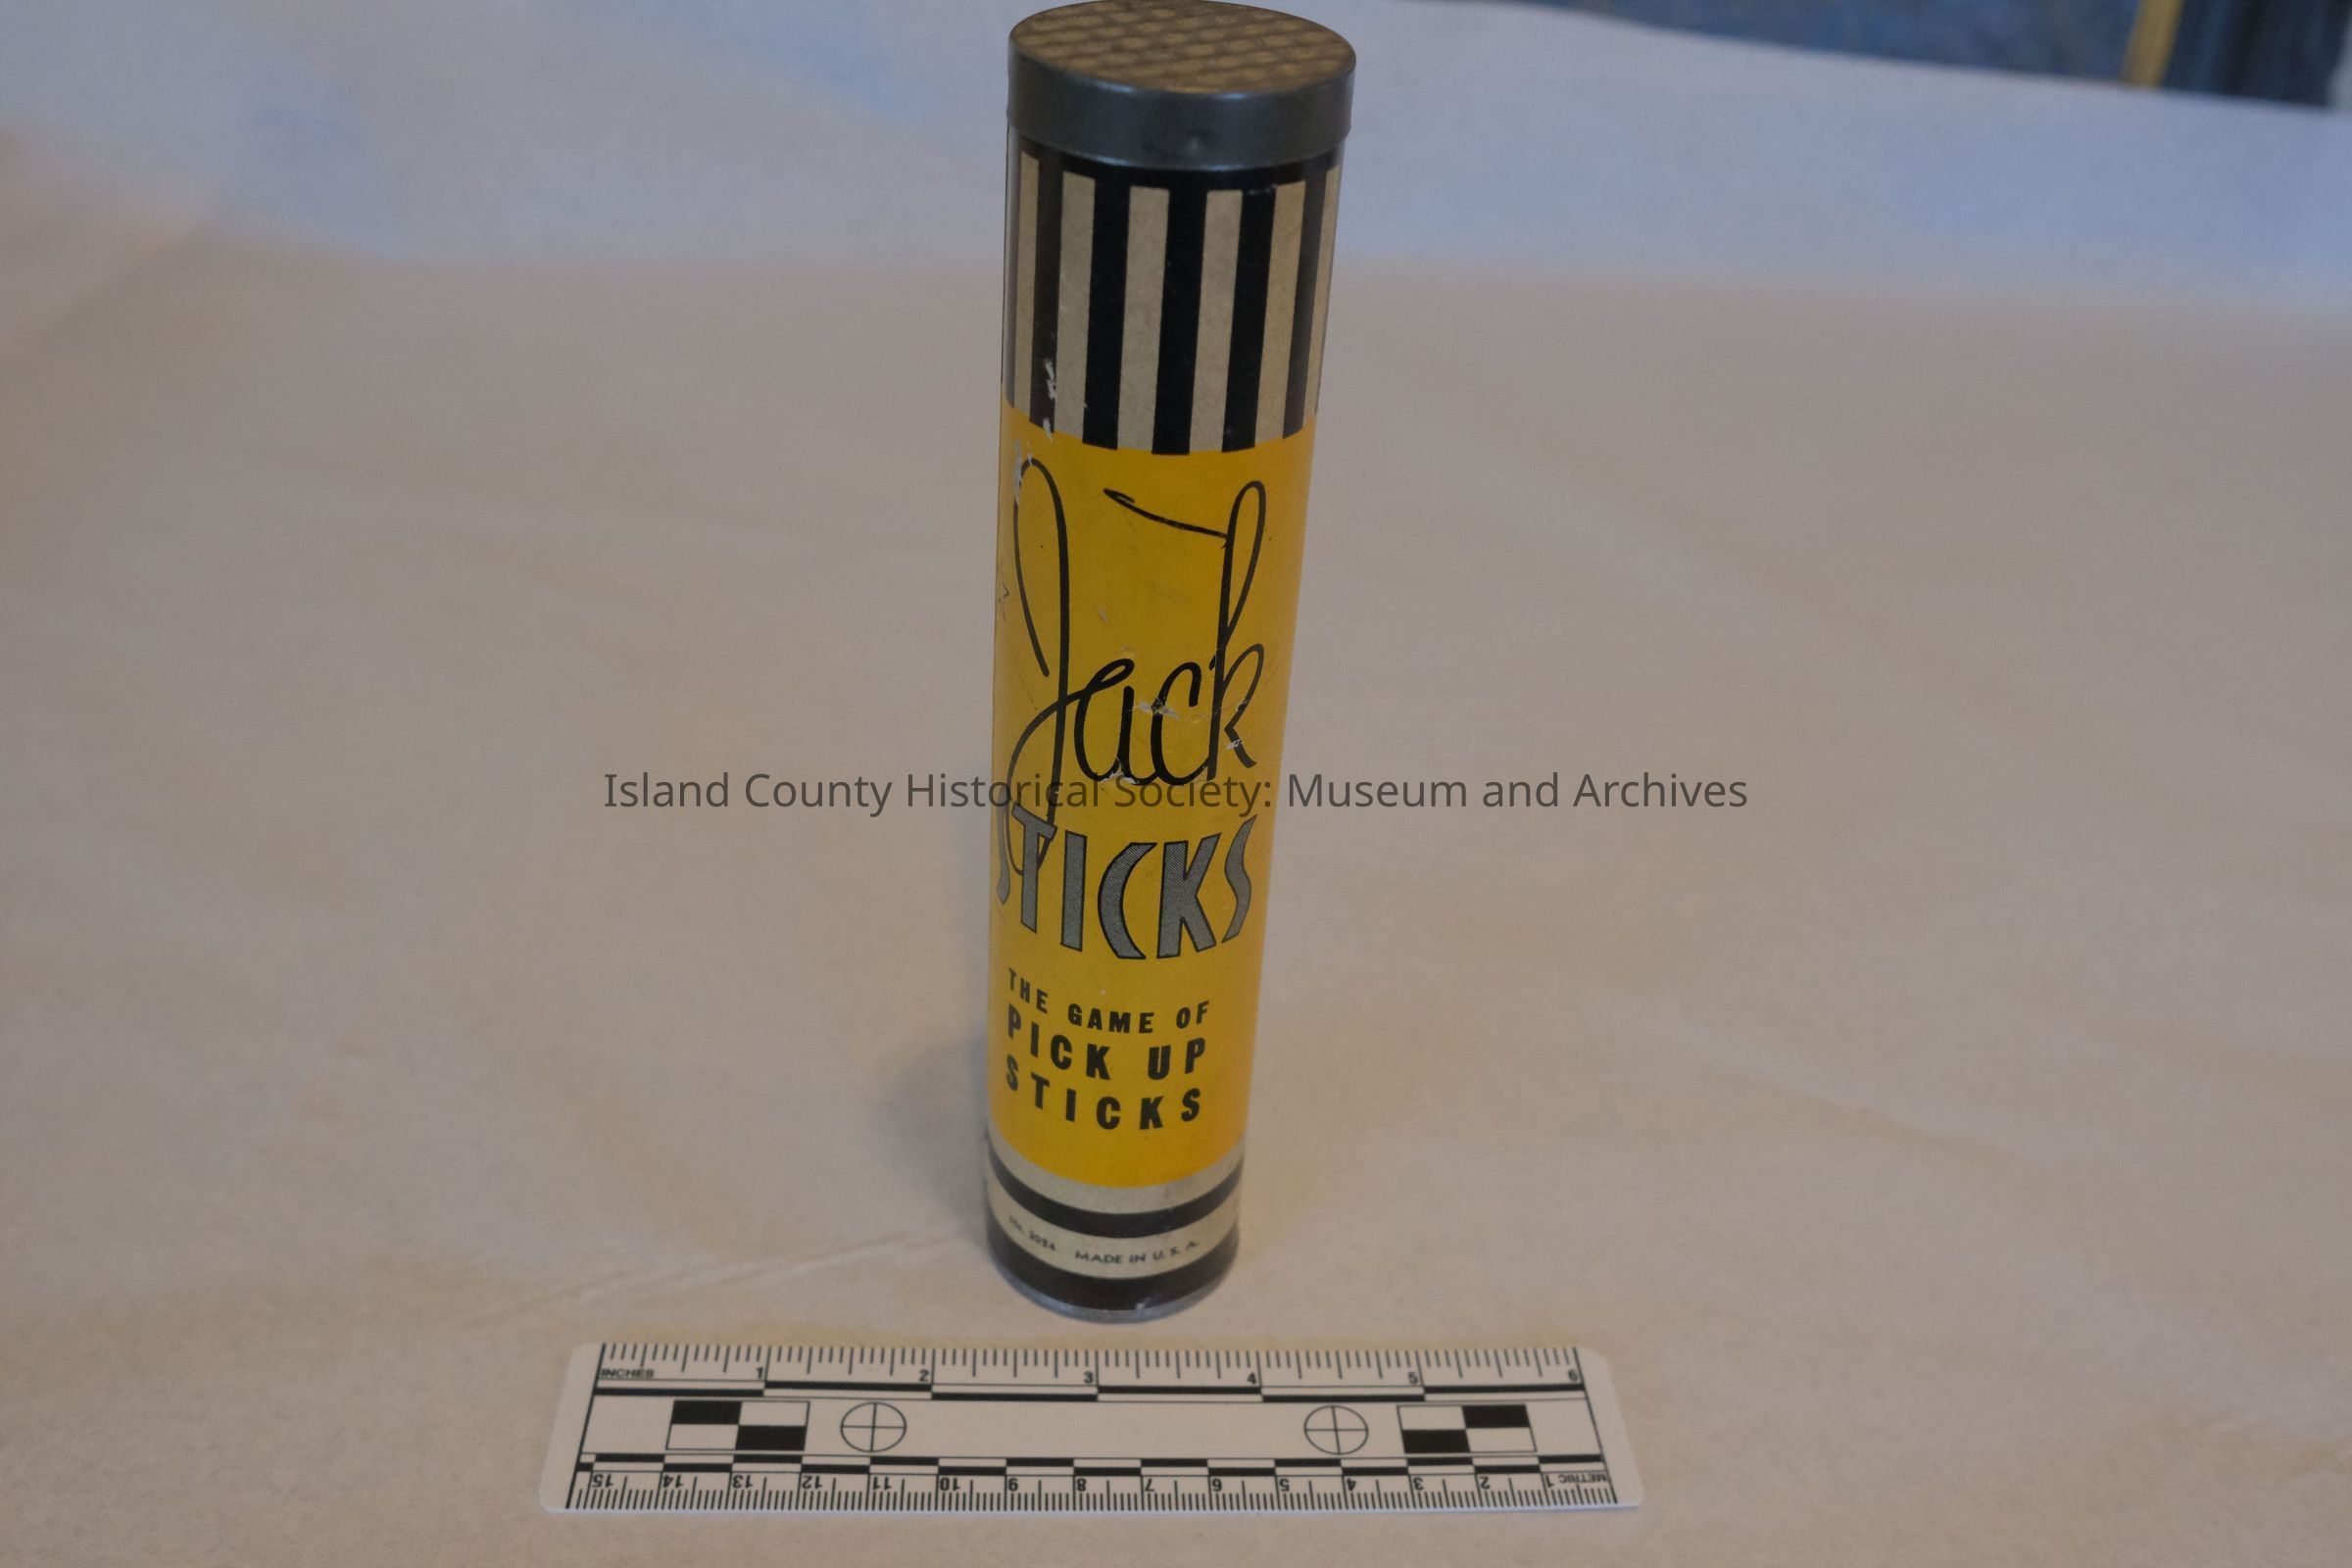 Jack
STICKS
THE GAME OF
PICK UP
STICKS
No. 2024 MADE IN U. S. A.
Island County Historical Society: Museum and Archives
INCHES 1 2 3 4 5 6
15 14 13 12 11 10 9 8 7 6 5 4 3 2 1 METRIC